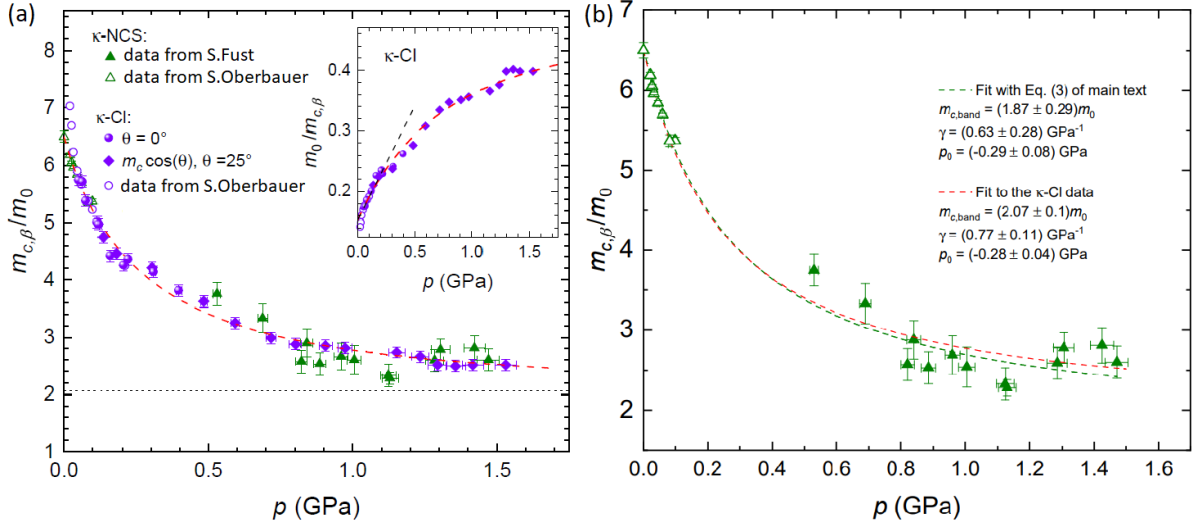 (a)
κ-NCS:
data from S.Fust
data from S.Oberbauer
κ-Cl:
θ = 0°
m_c cos(θ), θ = 25°
data from S.Oberbauer
m_{c,β}/m_0
8
7
6
5
4
3
2
1
0.0
0.5
1.0
1.5
p (GPa)
κ-Cl
m_0/m_{c,β}
0.4
0.3
0.2
0.0
0.5
1.0
1.5
p (GPa)
(b)
m_{c,β}/m_0
7
6
5
4
3
2
0.0
0.2
0.4
0.6
0.8
1.0
1.2
1.4
1.6
p (GPa)
Fit with Eq. (3) of main text
m_{c,band} = (1.87 ± 0.29)m_0
γ = (0.63 ± 0.28) GPa⁻¹
p_0 = (-0.29 ± 0.08) GPa
Fit to the κ-Cl data
m_{c,band} = (2.07 ± 0.1)m_0
γ = (0.77 ± 0.11) GPa⁻¹
p_0 = (-0.28 ± 0.04) GPa